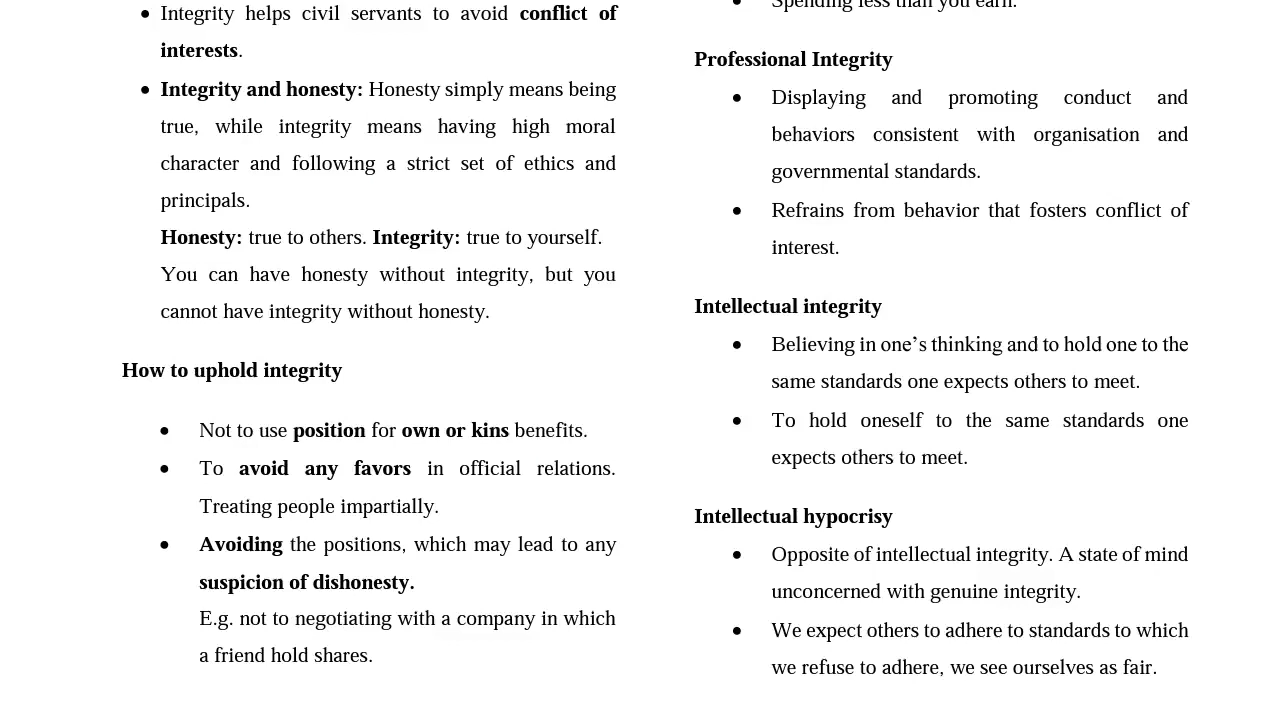 • Integrity helps civil servants to avoid conflict of
interests.
• Integrity and honesty: Honesty simply means being
true, while integrity means having high moral
character and following a strict set of ethics and
principals.
Honesty: true to others. Integrity: true to yourself.
You can have honesty without integrity, but you
cannot have integrity without honesty.
How to uphold integrity
• Not to use position for own or kins benefits.
• To avoid any favors in official relations.
Treating people impartially.
• Avoiding the positions, which may lead to any
suspicion of dishonesty.
E.g. not to negotiating with a company in which
a friend hold shares.
• Spending less than you earn.
Professional Integrity
• Displaying and promoting conduct and
behaviors consistent with organisation and
governmental standards.
• Refrains from behavior that fosters conflict of
interest.
Intellectual integrity
• Believing in one’s thinking and to hold one to the
same standards one expects others to meet.
• To hold oneself to the same standards one
expects others to meet.
Intellectual hypocrisy
• Opposite of intellectual integrity. A state of mind
unconcerned with genuine integrity.
• We expect others to adhere to standards to which
we refuse to adhere, we see ourselves as fair.